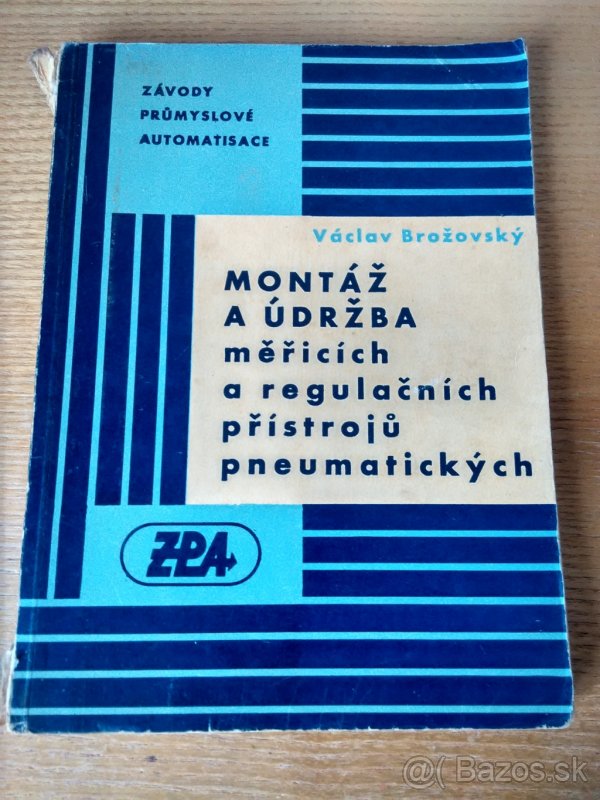 ZÁVODY
PRŮMYSLOVÉ
AUTOMATISACE
Václav Brožovský
MONTÁŽ
A ÚDRŽBA
měřicích
a regulačních
přístrojů
pneumatických
ZPA
@( Bazos.sk